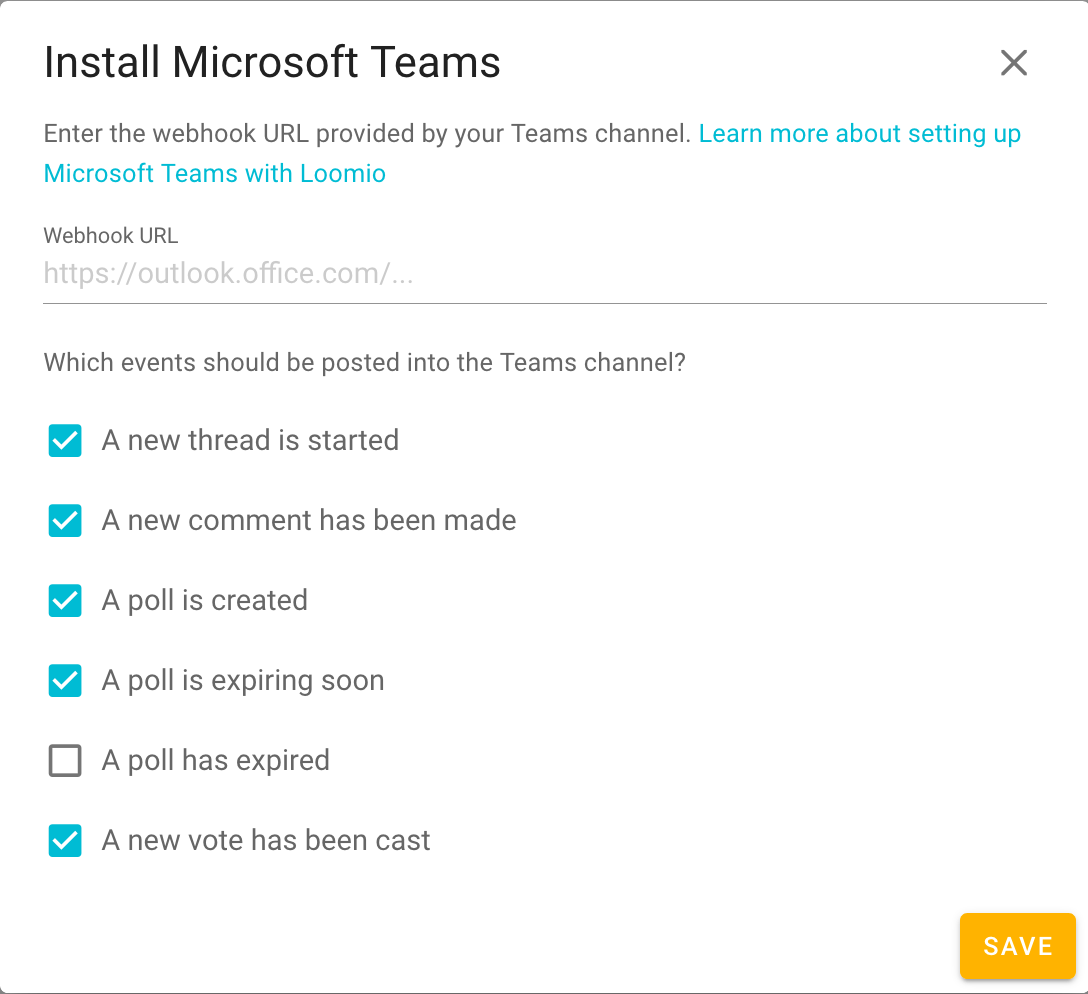 Install Microsoft Teams
Enter the webhook URL provided by your Teams channel. Learn more about setting up
Microsoft Teams with Loomio
Webhook URL
https://outlook.office.com/...
Which events should be posted into the Teams channel?
A new thread is started
A new comment has been made
A poll is created
A poll is expiring soon
A poll has expired
A new vote has been cast
SAVE